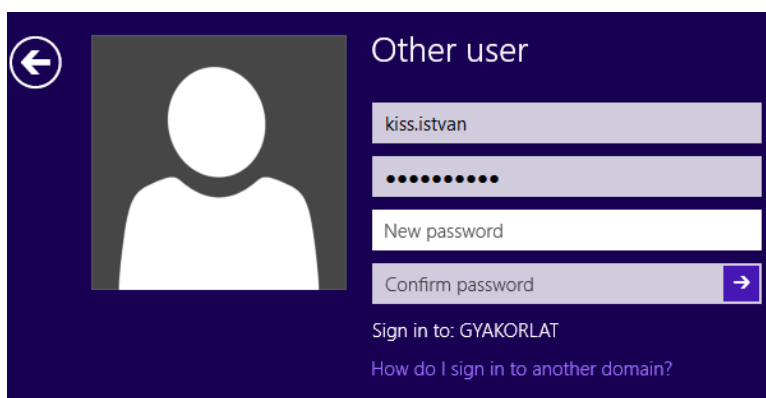 Other user
kiss.istvan
••••••••••
New password
Confirm password
Sign in to: GYAKORLAT
How do I sign in to another domain?